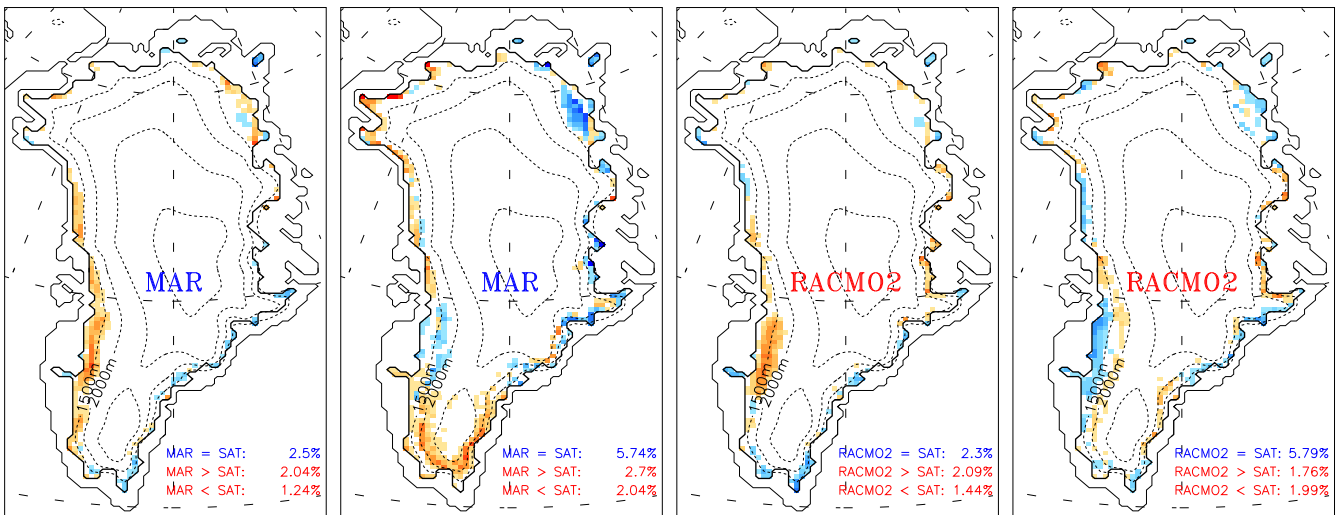 MAR
1500m
2000m
MAR = SAT: 2.5%
MAR > SAT: 2.04%
MAR < SAT: 1.24%
MAR
1500m
2000m
MAR = SAT: 5.74%
MAR > SAT: 2.7%
MAR < SAT: 2.04%
RACMO2
1500m
2000m
RACMO2 = SAT: 2.3%
RACMO2 > SAT: 2.09%
RACMO2 < SAT: 1.44%
RACMO2
1500m
2000m
RACMO2 = SAT: 5.79%
RACMO2 > SAT: 1.76%
RACMO2 < SAT: 1.99%